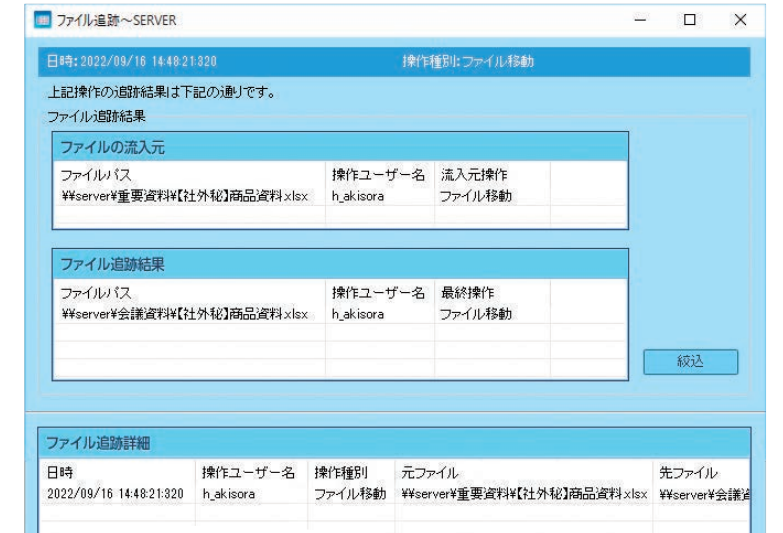 ファイル追跡~SERVER
日時:2022/09/16 14:48:21:320 操作種別:ファイル移動
上記操作の追跡結果は下記の通りです。
ファイル追跡結果
ファイルの流入元
ファイルパス 操作ユーザー名 流入元操作
¥¥server¥重要資料¥【社外秘】商品資料.xlsx h_akisora ファイル移動
ファイル追跡結果
ファイルパス 操作ユーザー名 最終操作
¥¥server¥会議資料¥【社外秘】商品資料.xlsx h_akisora ファイル移動
絞込
ファイル追跡詳細
日時 操作ユーザー名 操作種別 元ファイル 先ファイル
2022/09/16 14:48:21:320 h_akisora ファイル移動 ¥¥server¥重要資料¥【社外秘】商品資料.xlsx ¥¥server¥会議